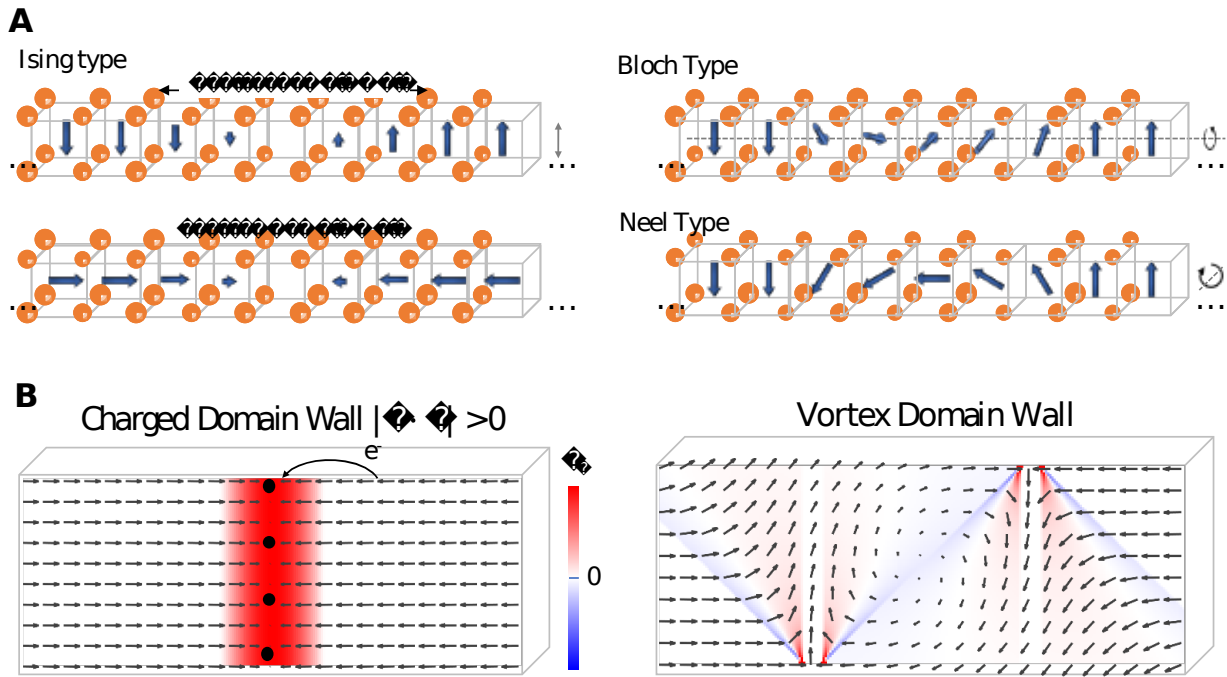 A
Ising type
Bloch Type
... ...
... ...
Neel Type
... ...
... ...
B
Charged Domain Wall | >0
Vortex Domain Wall
e-
0